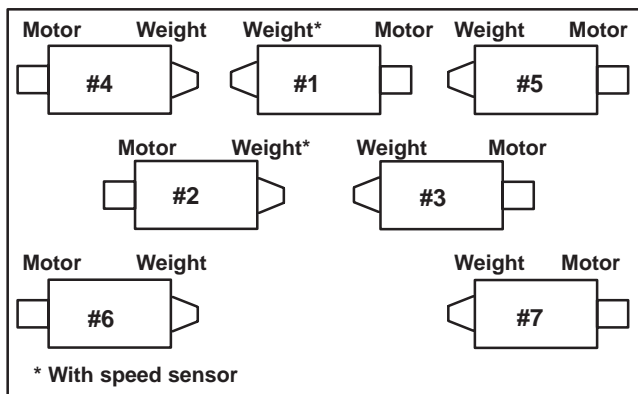 Motor Weight Weight* Motor Weight Motor
#4 #1 #5
Motor Weight* Weight Motor
#2 #3
Motor Weight Weight Motor
#6 #7
* With speed sensor